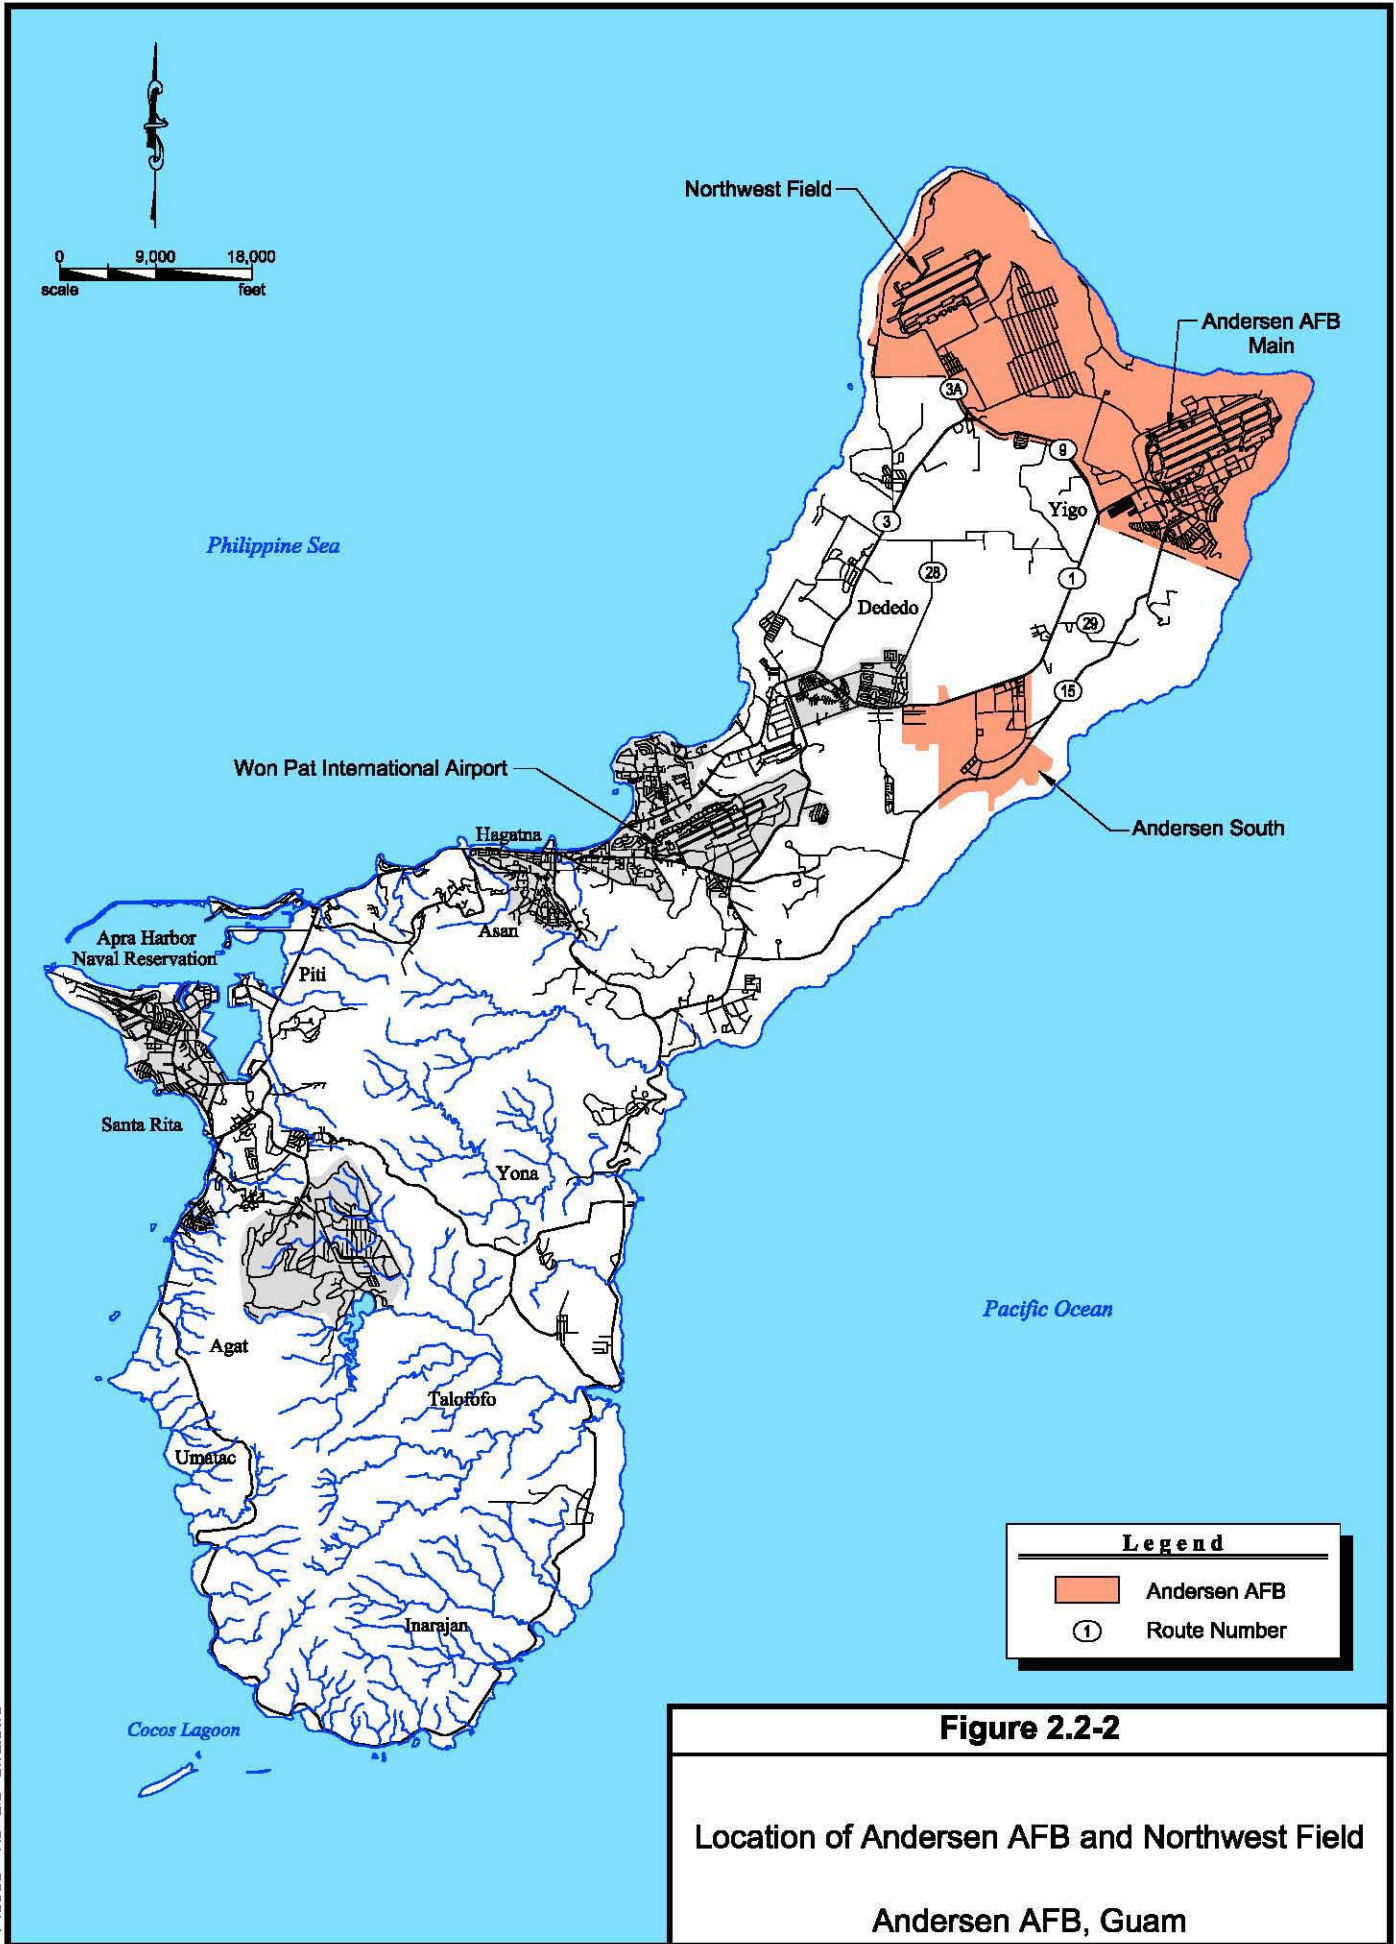 0 9,000 18,000
scale feet
Northwest Field
Andersen AFB
Main
3A
9
Yigo
3
Philippine Sea
28
1
Dededo
29
15
Won Pat International Airport
Andersen South
Hagatna
Asan
Apra Harbor
Naval Reservation
Piti
Santa Rita
Yona
Pacific Ocean
Agat
Talofofo
Umatac
Inarajan
Cocos Lagoon
Legend
Andersen AFB
1 Route Number
Figure 2.2-2
Location of Andersen AFB and Northwest Field
Andersen AFB, Guam